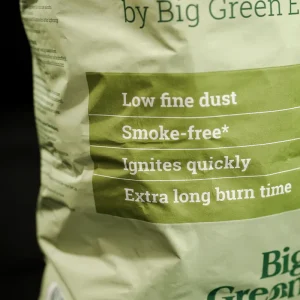 by Big Green E
Low fine dust
Smoke-free*
Ignites quickly
Extra long burn time
Big
Green